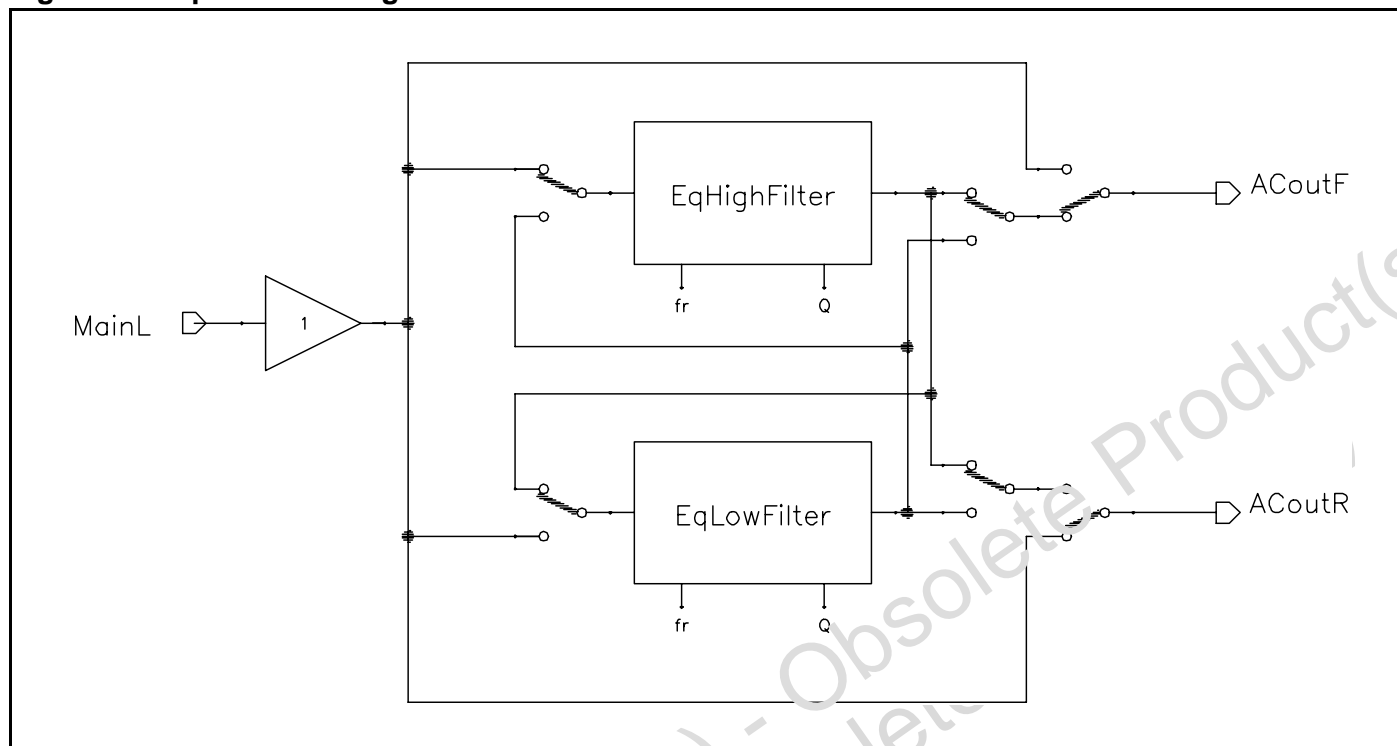 EqHighFilter
ACoutF
fr
Q
MainL
1
EqLowFilter
ACoutR
fr
Q
- Obsolete Product(s